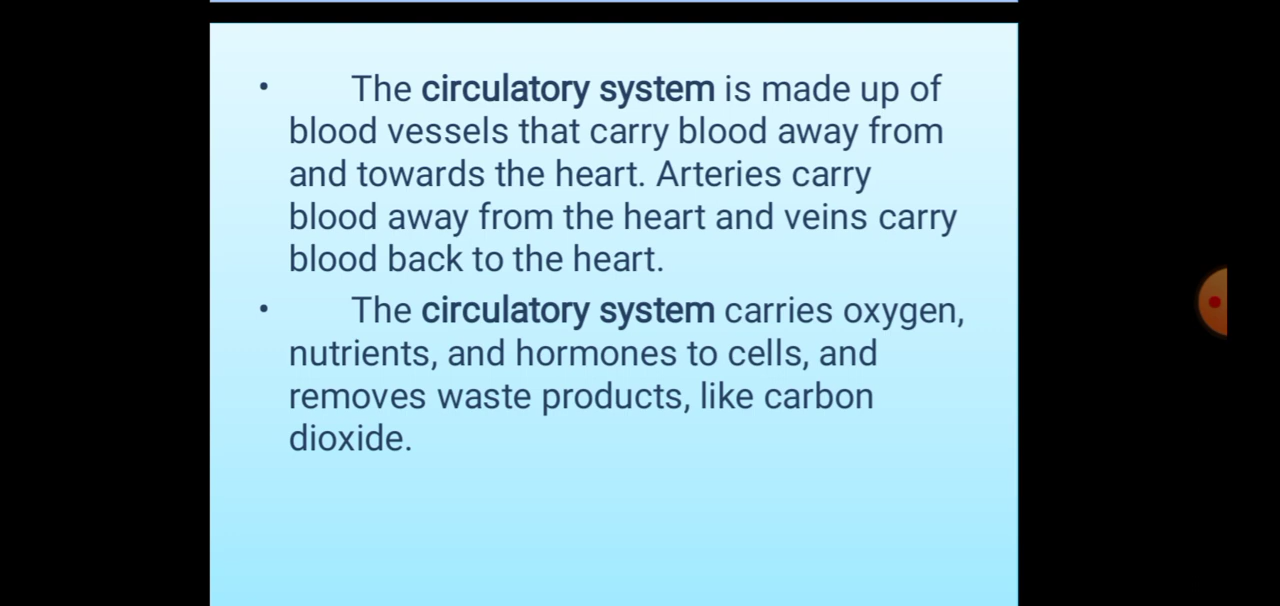 • The circulatory system is made up of
blood vessels that carry blood away from
and towards the heart. Arteries carry
blood away from the heart and veins carry
blood back to the heart.
• The circulatory system carries oxygen,
nutrients, and hormones to cells, and
removes waste products, like carbon
dioxide.